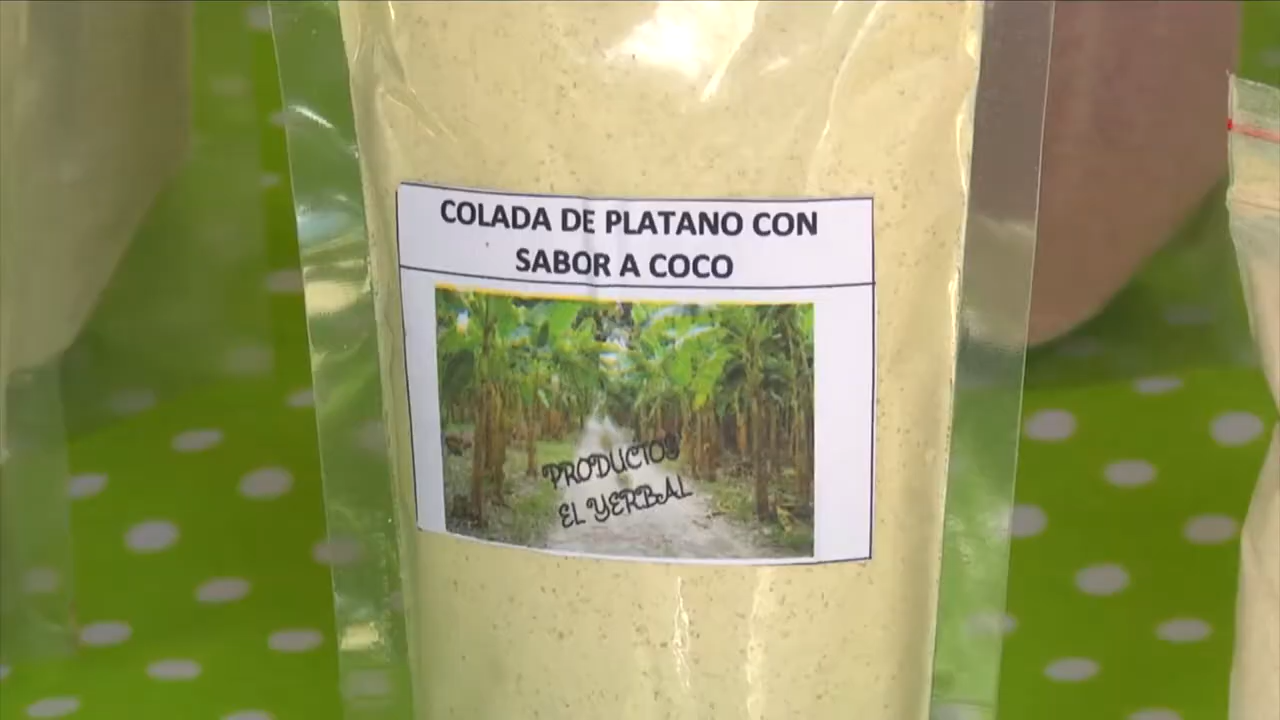 COLADA DE PLATANO CON
SABOR A COCO
PRODUCTOS
EL YERBAL